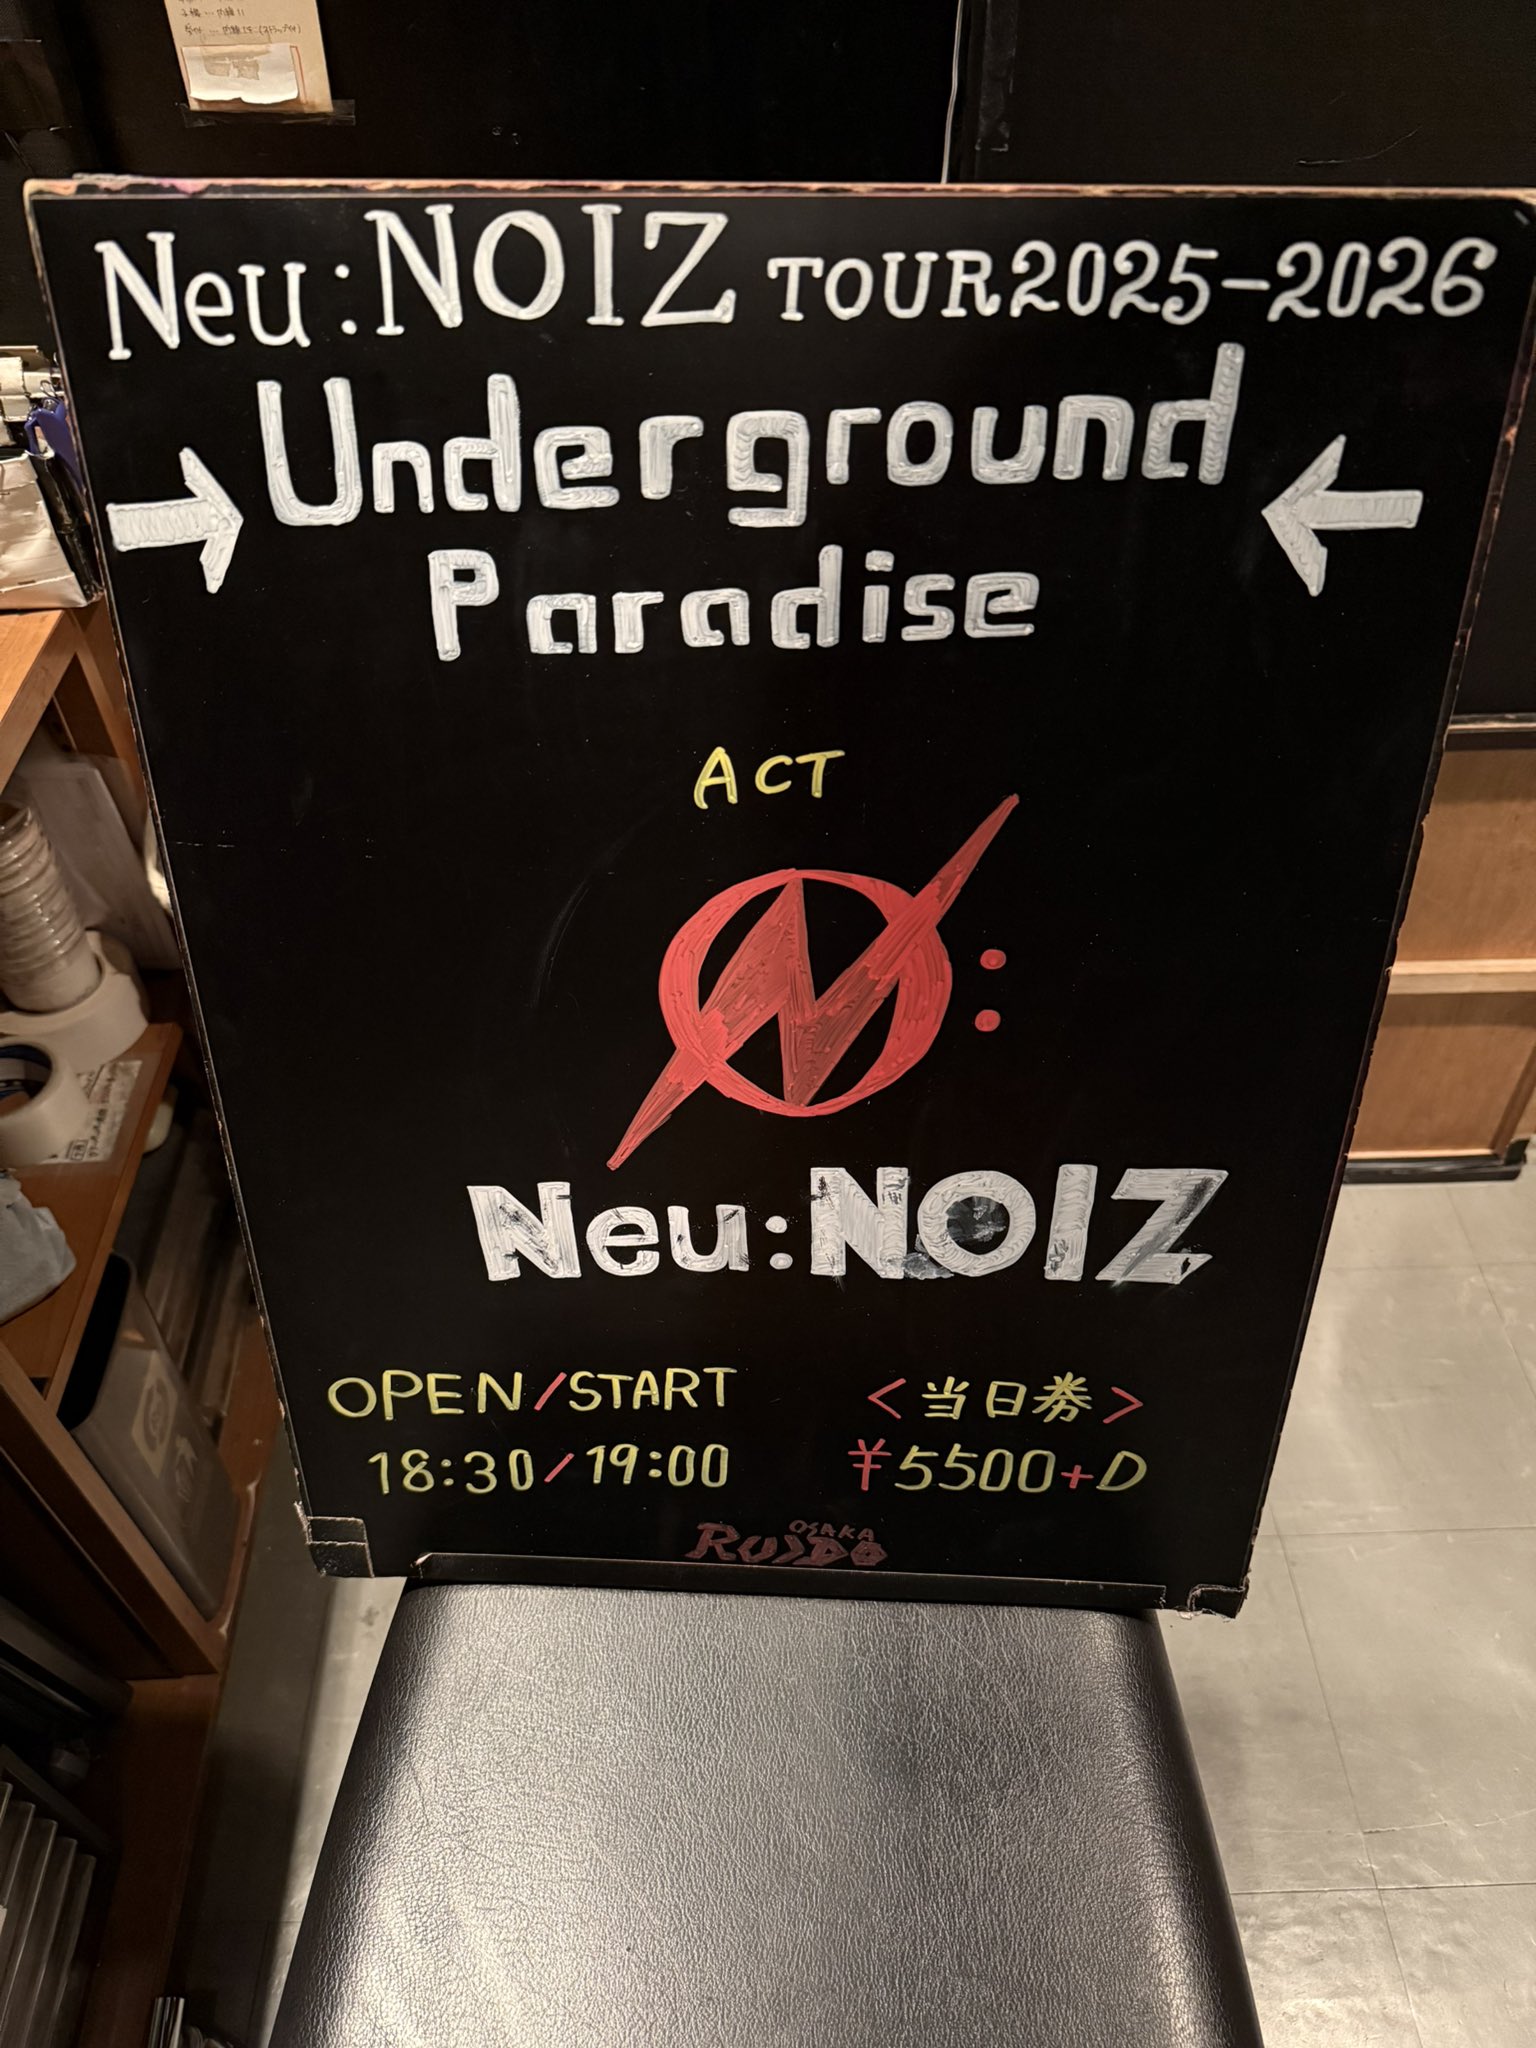 Neu:NOIZ TOUR2025-2026
→Underground←
Paradise
ACT
N:
Neu:NOIZ
OPEN/START
18:30/19:00
<当日券>
¥5500+D
OSAKA
RUIDO